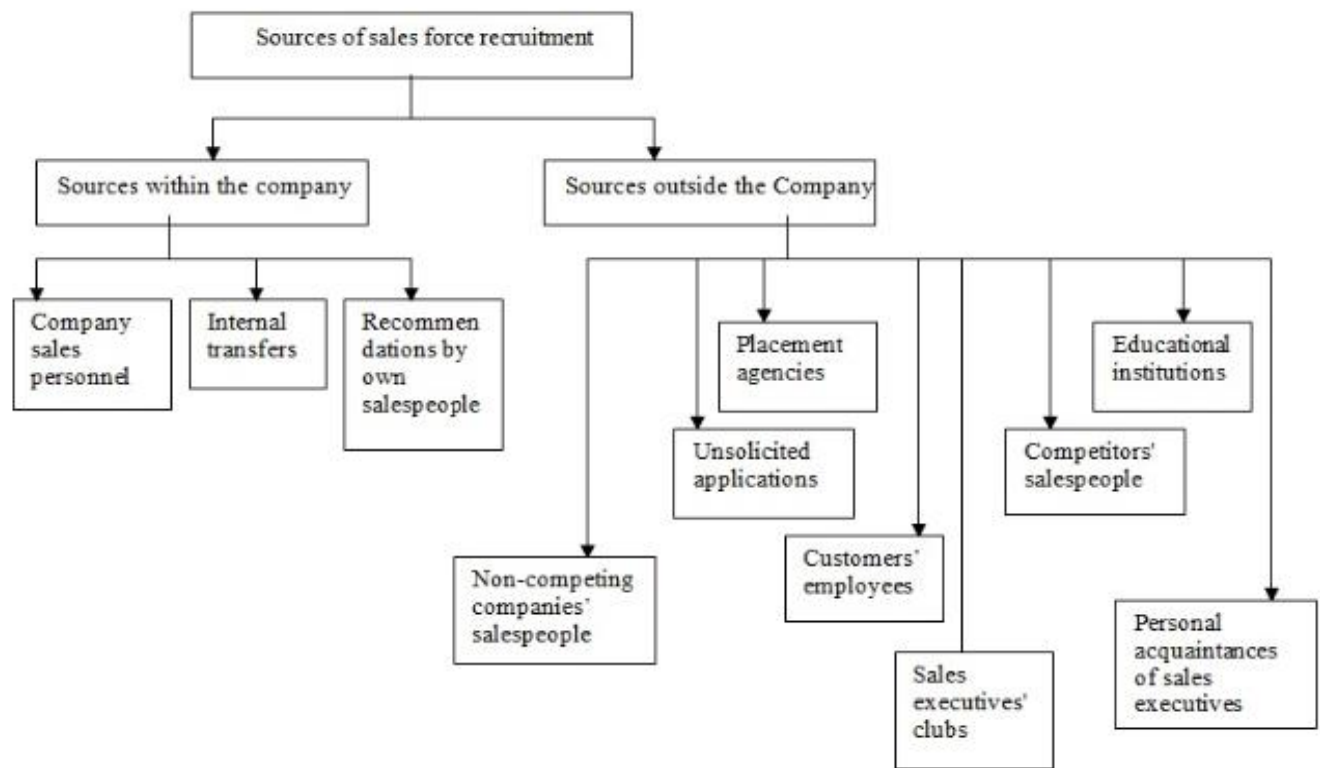 Sources of sales force recruitment
Sources within the company
Sources outside the Company
Company
sales
personnel
Internal
transfers
Recommen
dations by
own
salespeople
Placement
agencies
Educational
institutions
Unsolicited
applications
Competitors'
salespeople
Customers’
employees
Non-competing
companies’
salespeople
Personal
acquaintances
of sales
executives
Sales
executives'
clubs